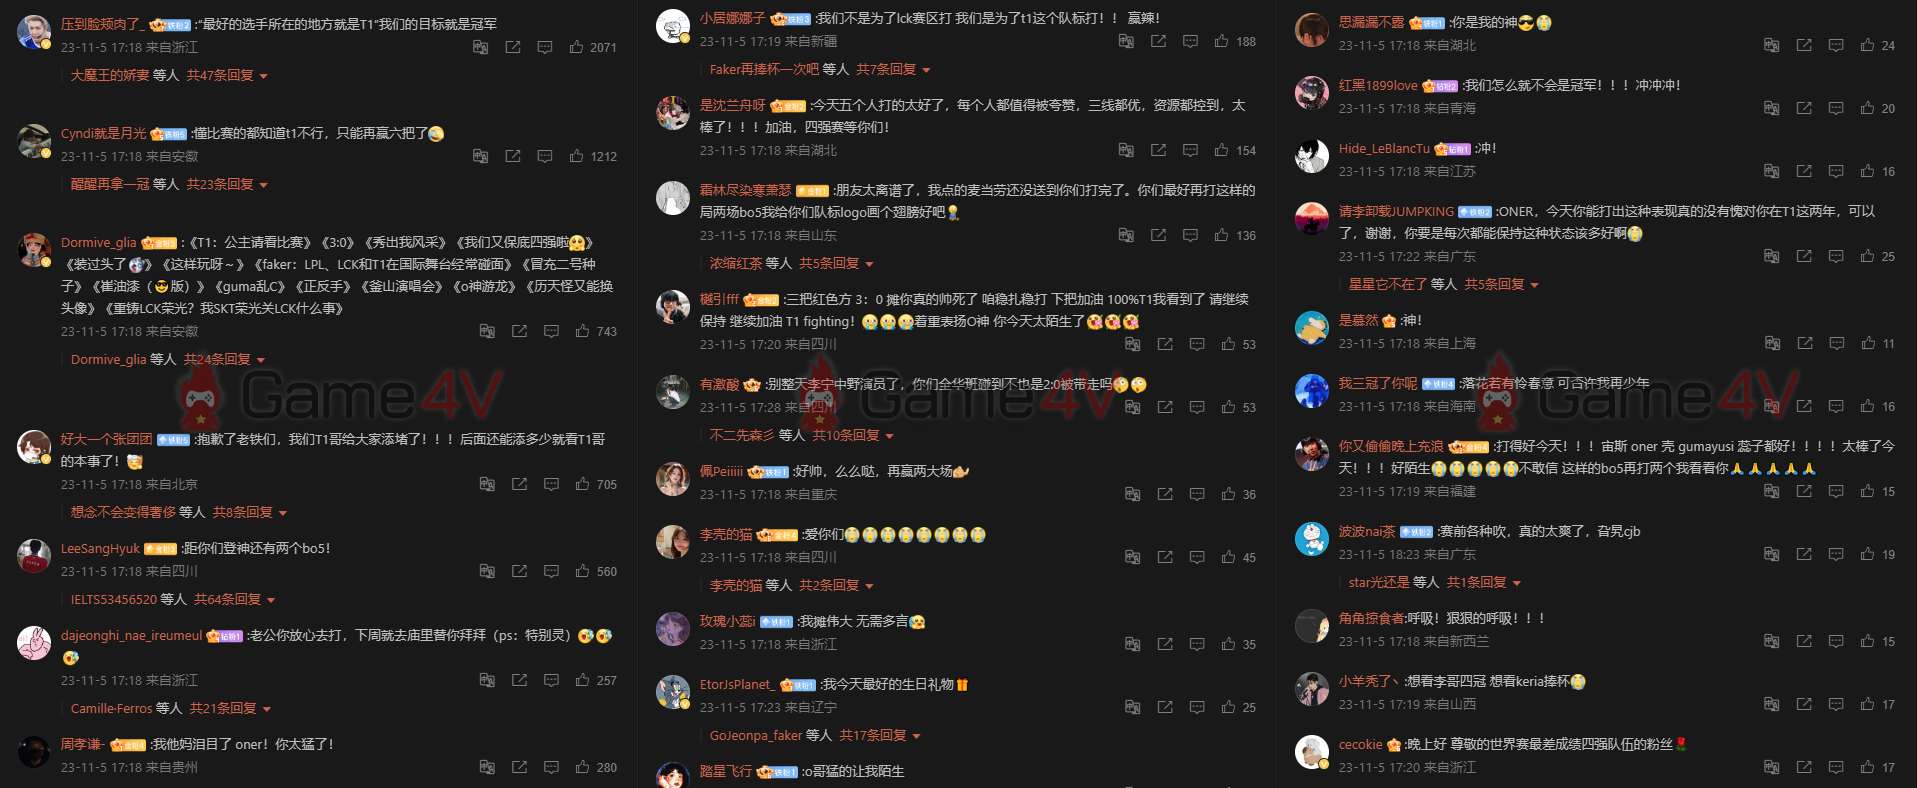 压到脸颊肉了_ 铁粉2 :“最好的选手所在的地方就是T1”我们的目标就是冠军
23-11-5 17:18 来自浙江 2071
大魔王的娇妻 等人 共47条回复
Cyndi就是月光 铁粉5 :懂比赛的都知道t1不行，只能再赢六把了
23-11-5 17:18 来自安徽 1212
醒醒再拿一冠 等人 共23条回复
Dormive_glia :《T1：公主请看比赛》《3:0》《秀出我风采》《我们又保底四强啦》
《装过头了》《这样玩呀～》《faker：LPL、LCK和T1在国际舞台经常碰面》《冒充二号种
子》《崔油漆（版）》《guma乱C》《正反手》《釜山演唱会》《o神游龙》《历天怪又能换
头像》《重铸LCK荣光？我SKT荣光关LCK什么事》
23-11-5 17:18 来自安徽 743
Dormive_glia 等人 共24条回复
好大一个张团团 :抱歉了老铁们，我们T1哥给大家添堵了！！！后面还能添多少就看T1哥
的本事了！
23-11-5 17:18 来自北京 705
想念不会变得奢侈 等人 共8条回复
LeeSangHyuk :距你们登神还有两个bo5！
23-11-5 17:18 来自四川 560
IELTS53456520 等人 共64条回复
dajeonghi_nae_ireumeul 钻粉1 :老公你放心去打，下周就去庙里替你拜拜（ps：特别灵）
23-11-5 17:18 来自浙江 257
Camille-Ferros 等人 共21条回复
周孝谦- :我他妈泪目了 oner！你太猛了！
23-11-5 17:18 来自贵州 280
小居娜娜子 铁粉3 :我们不是为了lck赛区打 我们是为了t1这个队标打！！ 赢辣！
23-11-5 17:19 来自新疆 188
Faker再捧杯一次吧 等人 共7条回复
是沈兰舟呀 :今天五个人打的太好了，每个人都值得被夸赞，三线都优，资源都控到，太
棒了！！！加油，四强赛等你们！
23-11-5 17:18 来自湖北 154
霜林尽染寒萧瑟 :朋友太离谱了，我点的麦当劳还没送到你们打完了。你们最好再打这样的
局两场bo5我给你们队标logo画个翅膀好吧
23-11-5 17:18 来自山东 136
浓缩红茶 等人 共5条回复
樾引fff :三把红色方 3：0 摊你真的帅死了 咱稳扎稳打 下把加油 100%T1我看到了 请继续
保持 继续加油 T1 fighting！着重表扬O神 你今天太陌生了
23-11-5 17:20 来自四川 53
有激酸 :别整天李宁中野演员了，你们全华班碰到不也是2:0被带走吗
23-11-5 17:28 来自四川 53
不二先森彡 等人 共10条回复
佩Peiiiii 铁粉1 :好帅，么么哒，再赢两大场
23-11-5 17:18 来自重庆 36
李壳的猫 :爱你们
23-11-5 17:18 来自四川 45
李壳的猫 等人 共2条回复
玫瑰小蕊i 铁粉1 :我摊伟大 无需多言
23-11-5 17:18 来自浙江 35
EtorJsPlanet_ 铁粉1 :我今天最好的生日礼物
23-11-5 17:23 来自辽宁 25
GoJeonpa_faker 等人 共17条回复
踏星飞行 铁粉1 :o哥猛的让我陌生
思漏漏不露 铁粉1 :你是我的神
23-11-5 17:18 来自湖北 24
红黑1899love 钻粉2 :我们怎么就不会是冠军！！！冲冲冲！
23-11-5 17:18 来自青海 20
Hide_LeBlancTu 钻粉1 :冲！
23-11-5 17:18 来自江苏 16
请李卸载JUMPKING 铁粉2 :ONER，今天你能打出这种表现真的没有愧对你在T1这两年，可以
了，谢谢，你要是每次都能保持这种状态该多好啊
23-11-5 17:22 来自广东 25
星星它不在了 等人 共5条回复
是慕然 :神！
23-11-5 17:18 来自上海 11
我三冠了你呢 铁粉4 :落花若有怜春意 可否许我再少年
23-11-5 17:18 来自海南 16
你又偷偷晚上充浪 :打得好今天！！！宙斯 oner 壳 gumayusi 蕊子都好！！！！太棒了今
天！！！好陌生不敢信 这样的bo5再打两个我看看你
23-11-5 17:19 来自福建 15
波波nai茶 铁粉2 :赛前各种吹，真的太爽了，旮旯cjb
23-11-5 18:23 来自广东 19
star光还是 等人 共1条回复
角角掠食者:呼吸！狠狠的呼吸！！！
23-11-5 17:18 来自新西兰 15
小羊秃了丶:想看李哥四冠 想看keria捧杯
23-11-5 17:19 来自山西 17
cecokie :晚上好 尊敬的世界赛最差成绩四强队伍的粉丝
23-11-5 17:20 来自浙江 17
Game4V
Game4V
Game4V